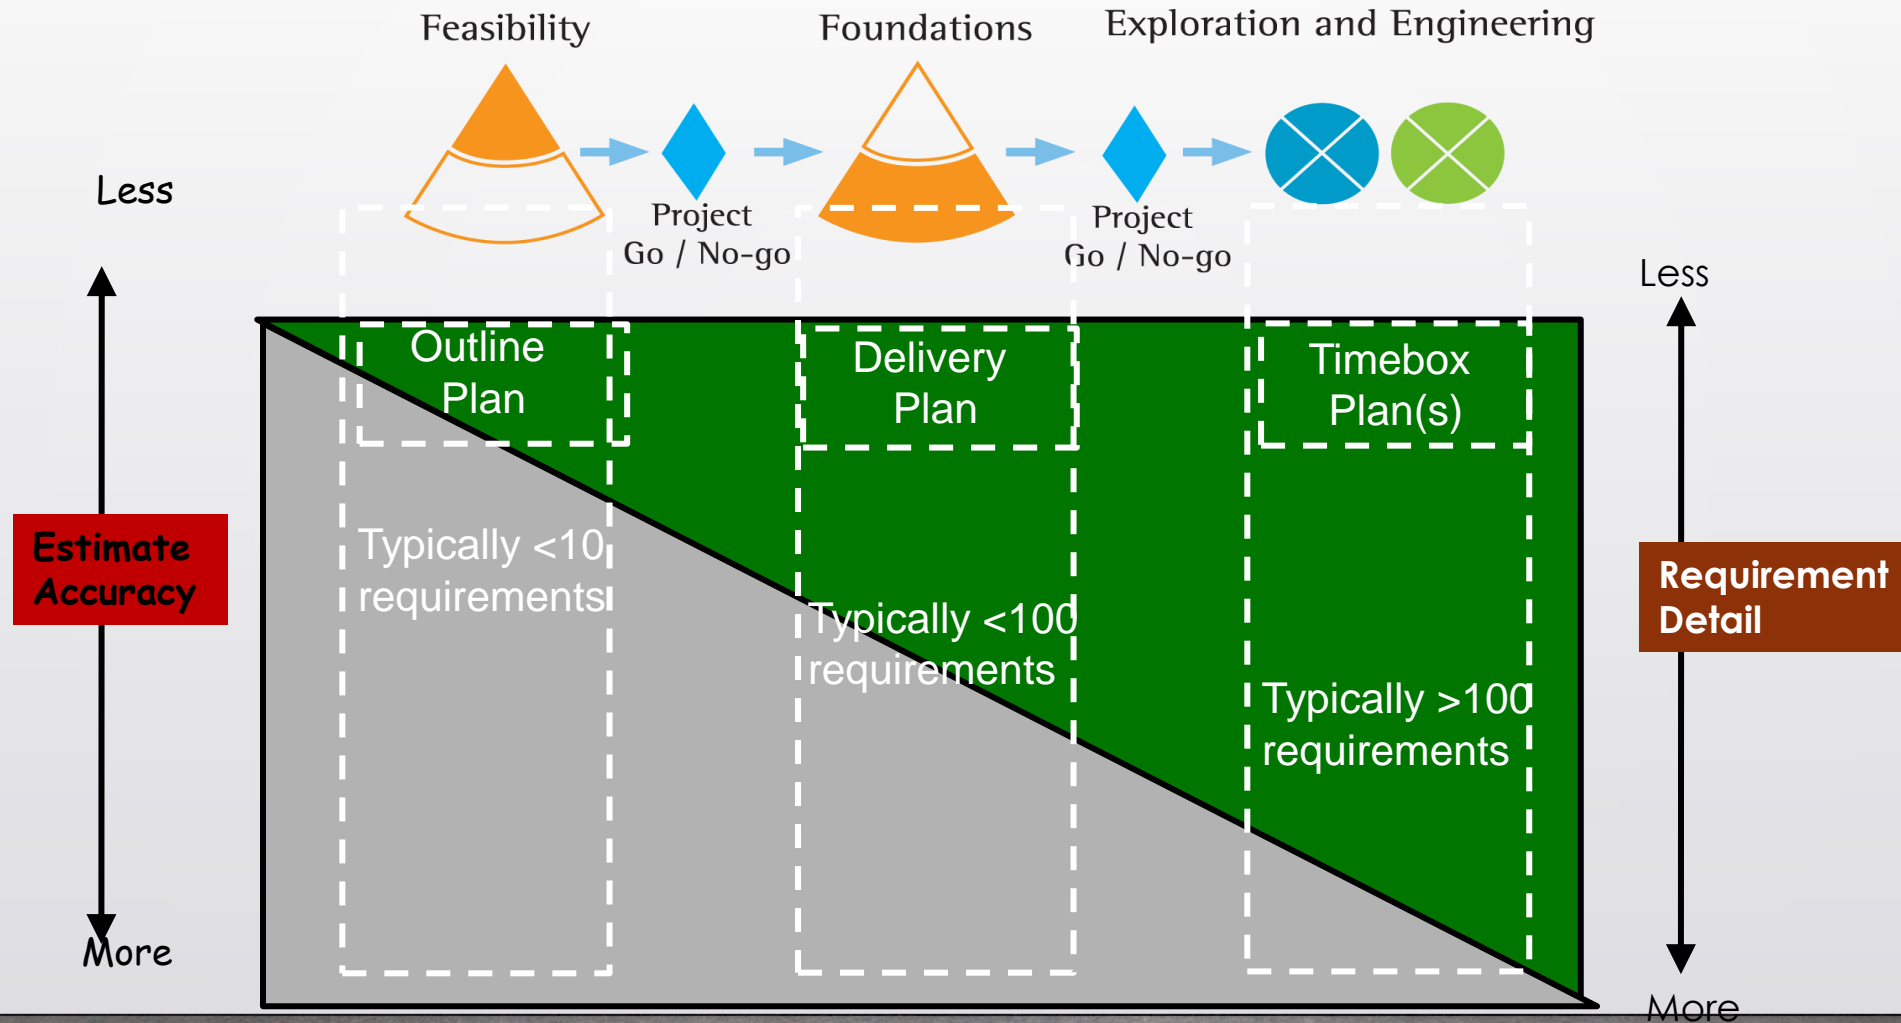 Feasibility
Foundations
Exploration and Engineering
Less
Project
Go / No-go
Project
Go / No-go
Less
Outline
Plan
Delivery
Plan
Timebox
Plan(s)
Estimate
Accuracy
Typically <10
requirements
Typically <100
requirements
Typically >100
requirements
Requirement
Detail
More
More